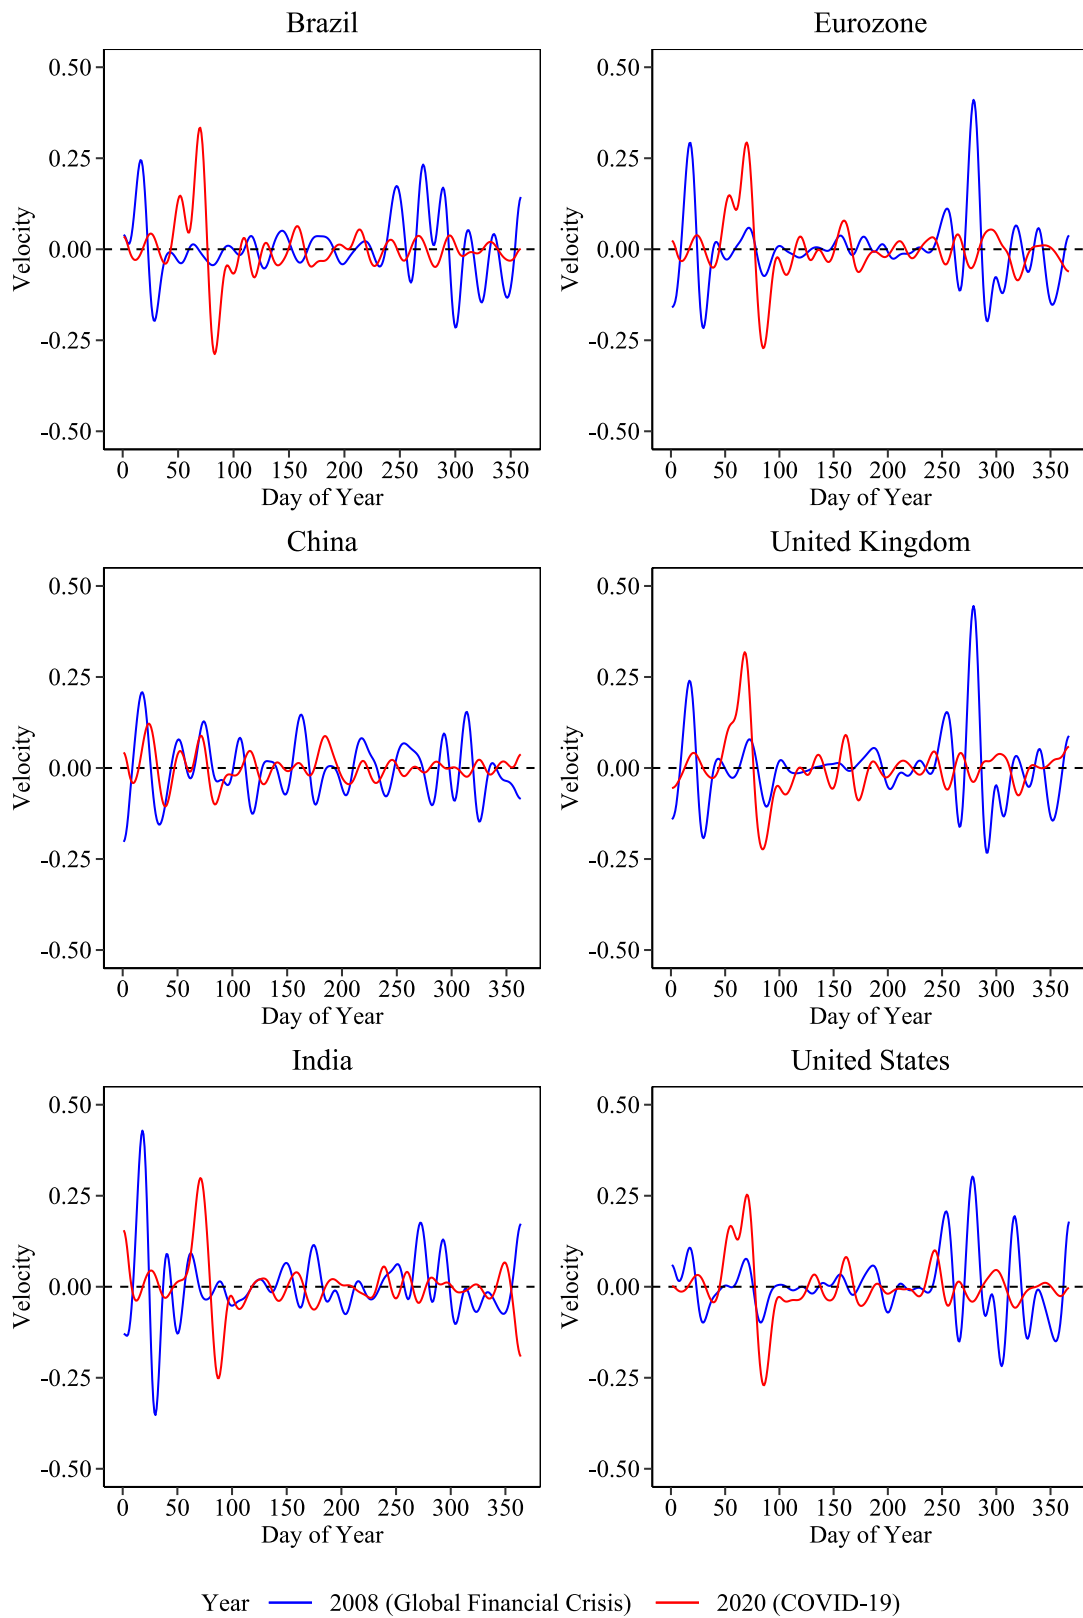 Brazil
0.50
0.25
0.00
-0.25
-0.50
Velocity
0 50 100 150 200 250 300 350
Day of Year
Eurozone
0.50
0.25
0.00
-0.25
-0.50
Velocity
0 50 100 150 200 250 300 350
Day of Year
China
0.50
0.25
0.00
-0.25
-0.50
Velocity
0 50 100 150 200 250 300 350
Day of Year
United Kingdom
0.50
0.25
0.00
-0.25
-0.50
Velocity
0 50 100 150 200 250 300 350
Day of Year
India
0.50
0.25
0.00
-0.25
-0.50
Velocity
0 50 100 150 200 250 300 350
Day of Year
United States
0.50
0.25
0.00
-0.25
-0.50
Velocity
0 50 100 150 200 250 300 350
Day of Year
Year 2008 (Global Financial Crisis) 2020 (COVID-19)